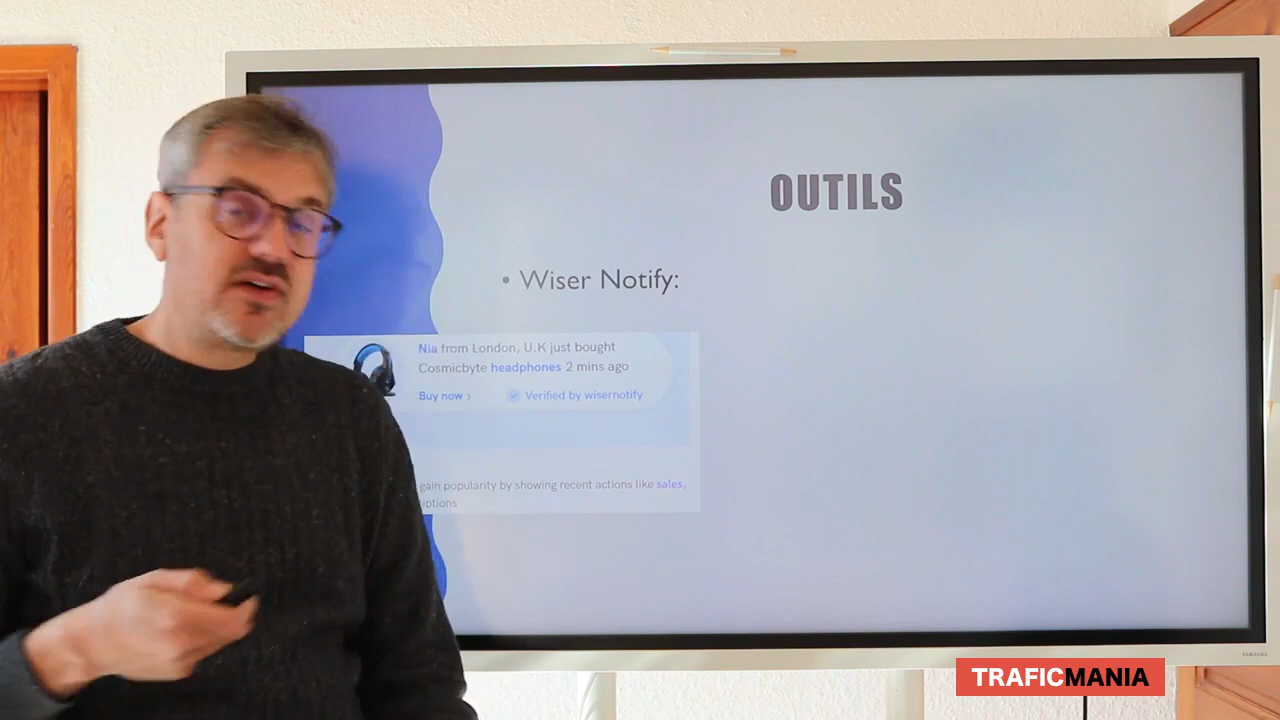 OUTILS
• Wiser Notify:
Nia from London, U.K just bought
Cosmicbyte headphones 2 mins ago
Buy now > Verified by wisernotify
gain popularity by showing recent actions like sales,
SAMSUNG
TRAFICMANIA